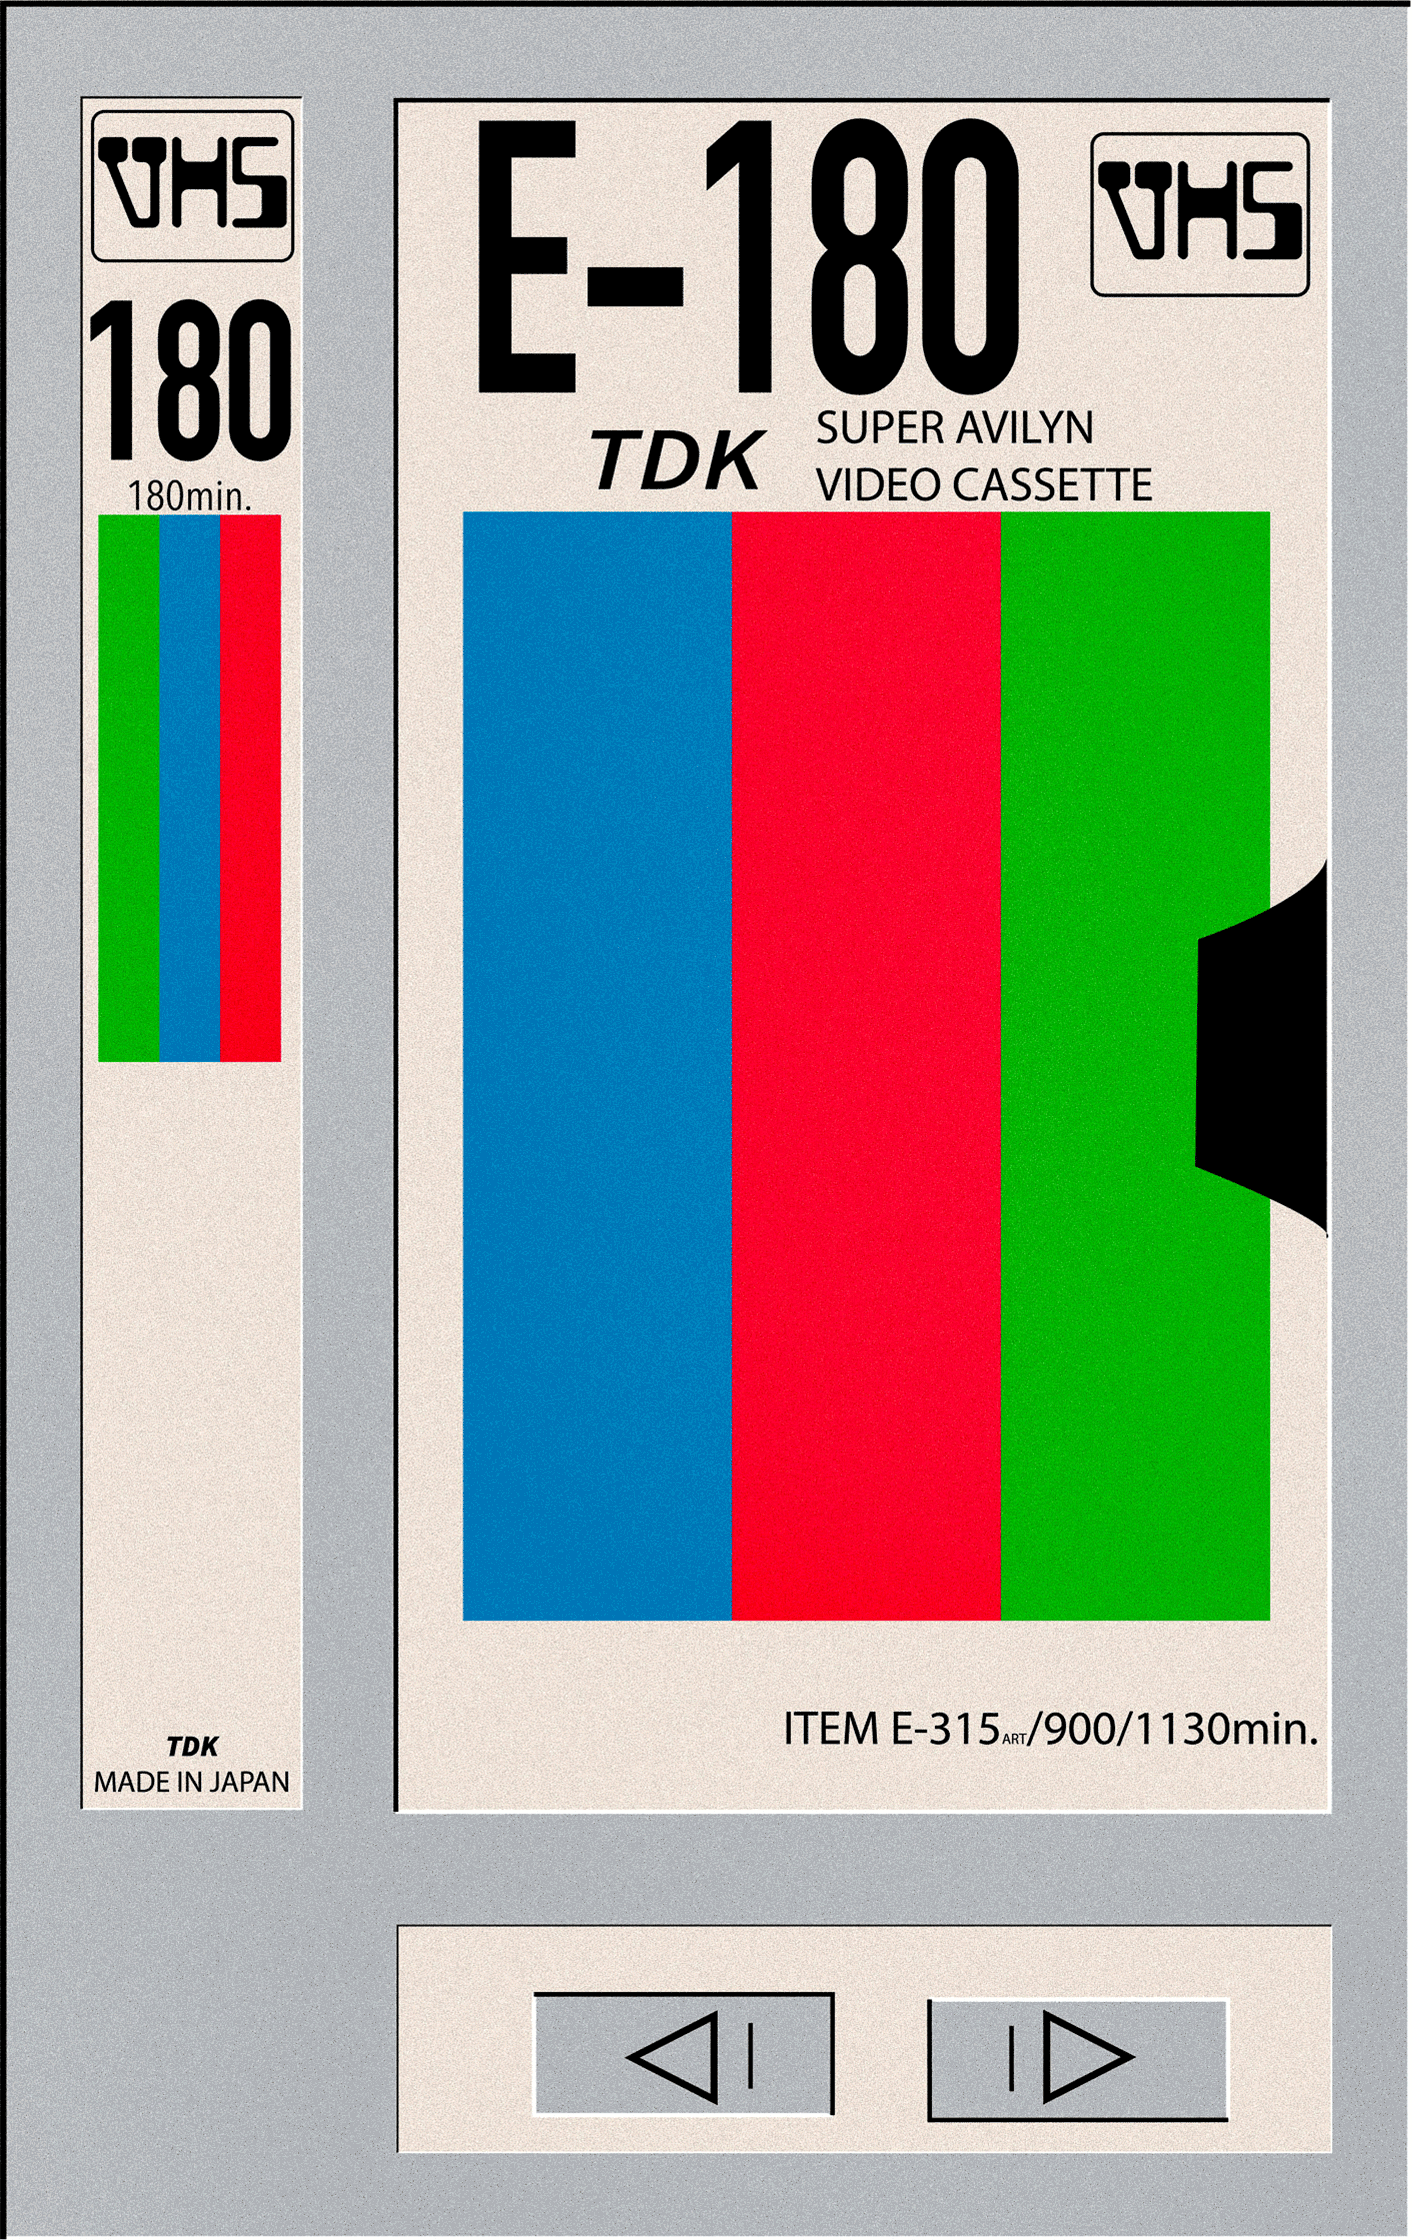 VHS
180
180min.
TDK
MADE IN JAPAN
E-180
VHS
TDK
SUPER AVILYN
VIDEO CASSETTE
ITEM E-315ART/900/1130min.